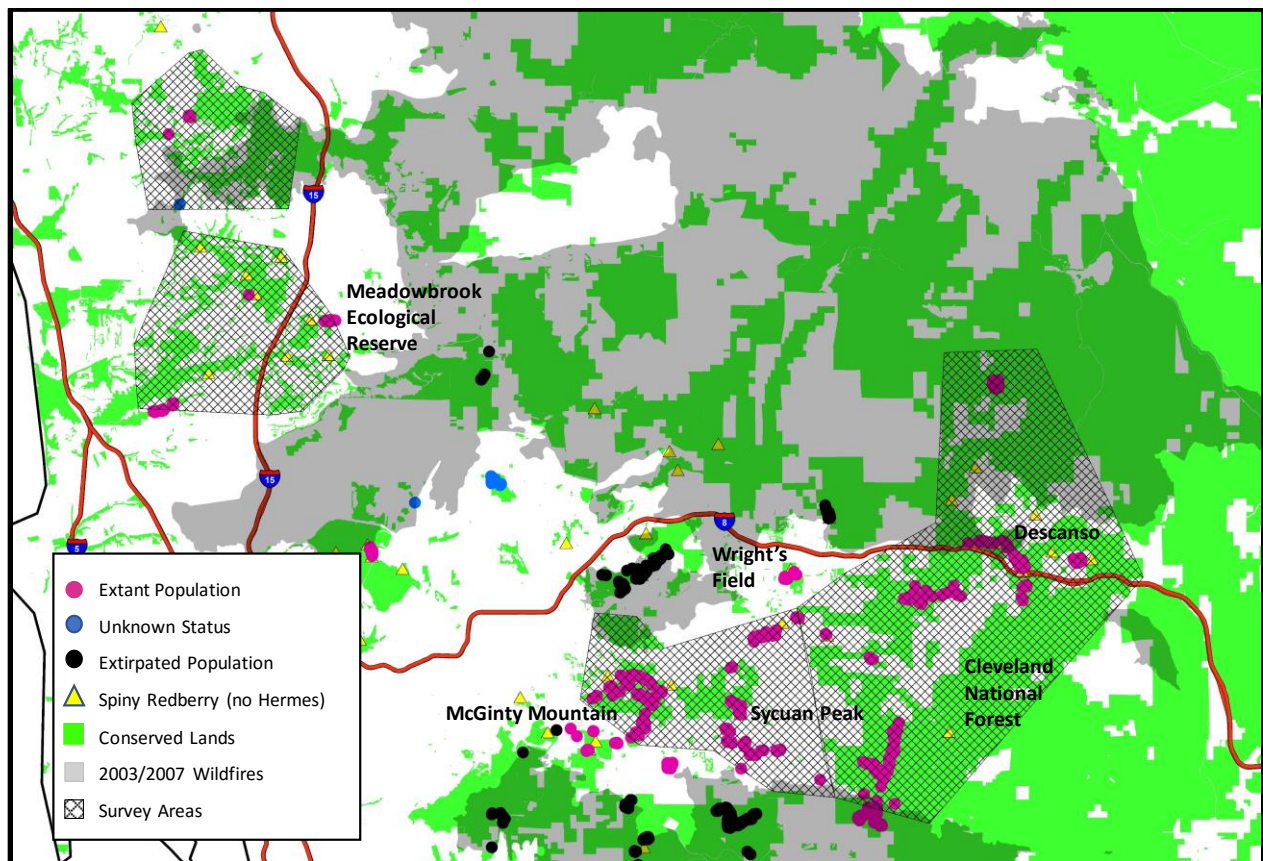 15
Meadowbrook
Ecological
Reserve
15
8
5
Wright's
Field
Descanso
Cleveland
National
Forest
McGinty Mountain
Sycuan Peak
Extant Population
Unknown Status
Extirpated Population
Spiny Redberry (no Hermes)
Conserved Lands
2003/2007 Wildfires
Survey Areas